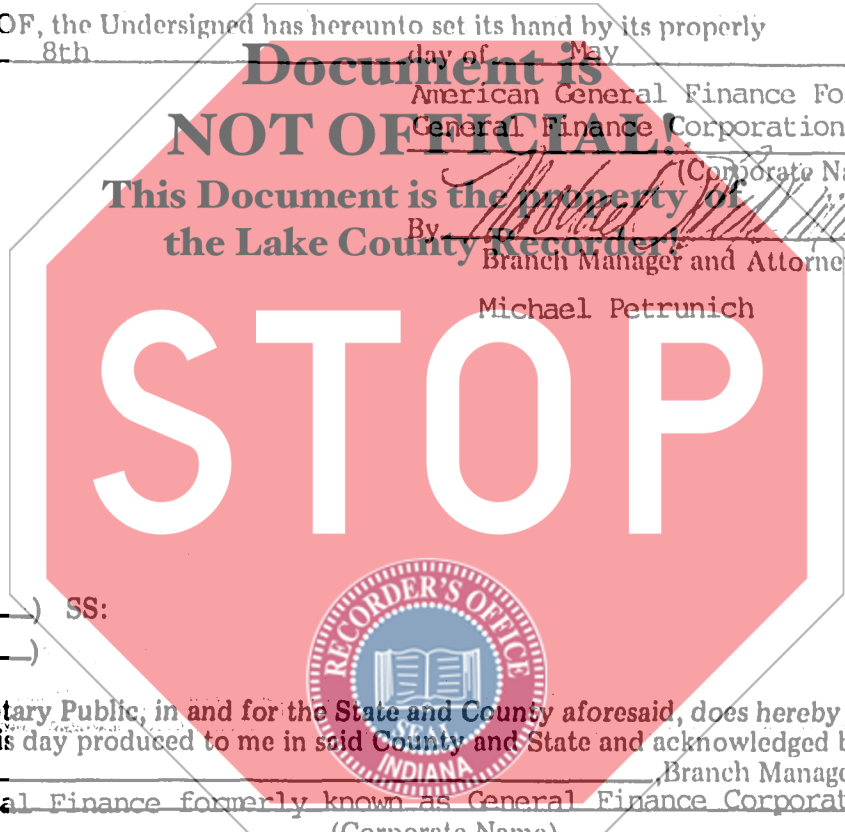 OF, the Undersigned has hereunto set its hand by its properly
8th day of May
Document is
American General Finance Fo
NOT OFFICIAL!
General Finance Corporation
(Corporate Na
This Document is the property of
By
the Lake County Recorder!
Branch Manager and Attorne
Michael Petrunich
STOP
) SS:
)
RECORDER'S OFFICE
SEAL
INDIANA
tary Public, in and for the State and County aforesaid, does hereby
is day produced to me in said County and State and acknowledged b
,Branch Manage
al Finance formerly known as General Finance Corporat
(Corporate Name)